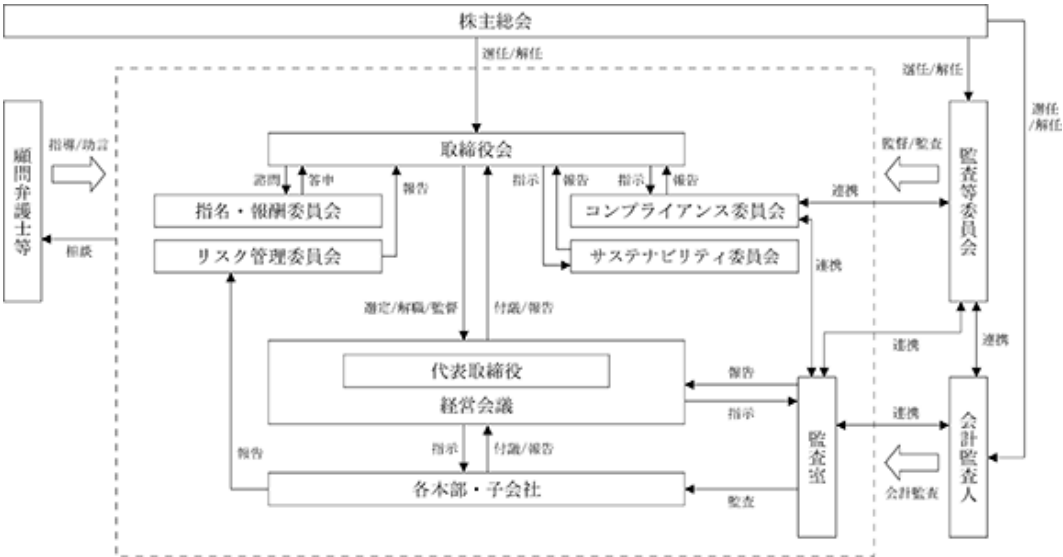 株主総会
選任/解任
選任/解任
選任/解任
顧問弁護士等
指導/助言
相談
取締役会
監督/監査
監査等委員会
諮問
答申
報告
指示
報告
指示
報告
連携
指名・報酬委員会
コンプライアンス委員会
リスク管理委員会
サステナビリティ委員会
連携
選定/解職/監督
付議/報告
連携
連携
代表取締役
経営会議
報告
指示
監査室
連携
会計監査人
指示
付議/報告
報告
各本部・子会社
監査
会計監査